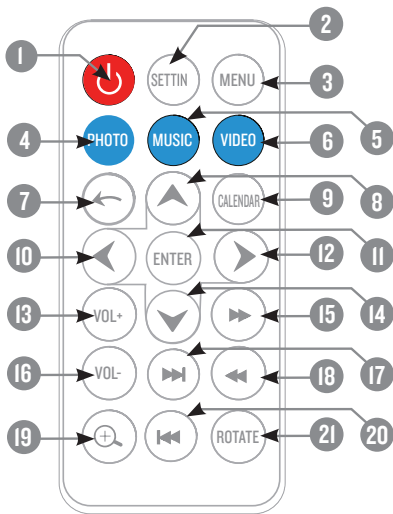 2
1 SETTIN MENU 3
4 PHOTO MUSIC VIDEO 6 5
7 CALENDAR 9 8
10 ENTER 12 11
13 VOL+ 15 14
16 VOL- 18 17
19 ROTATE 21 20